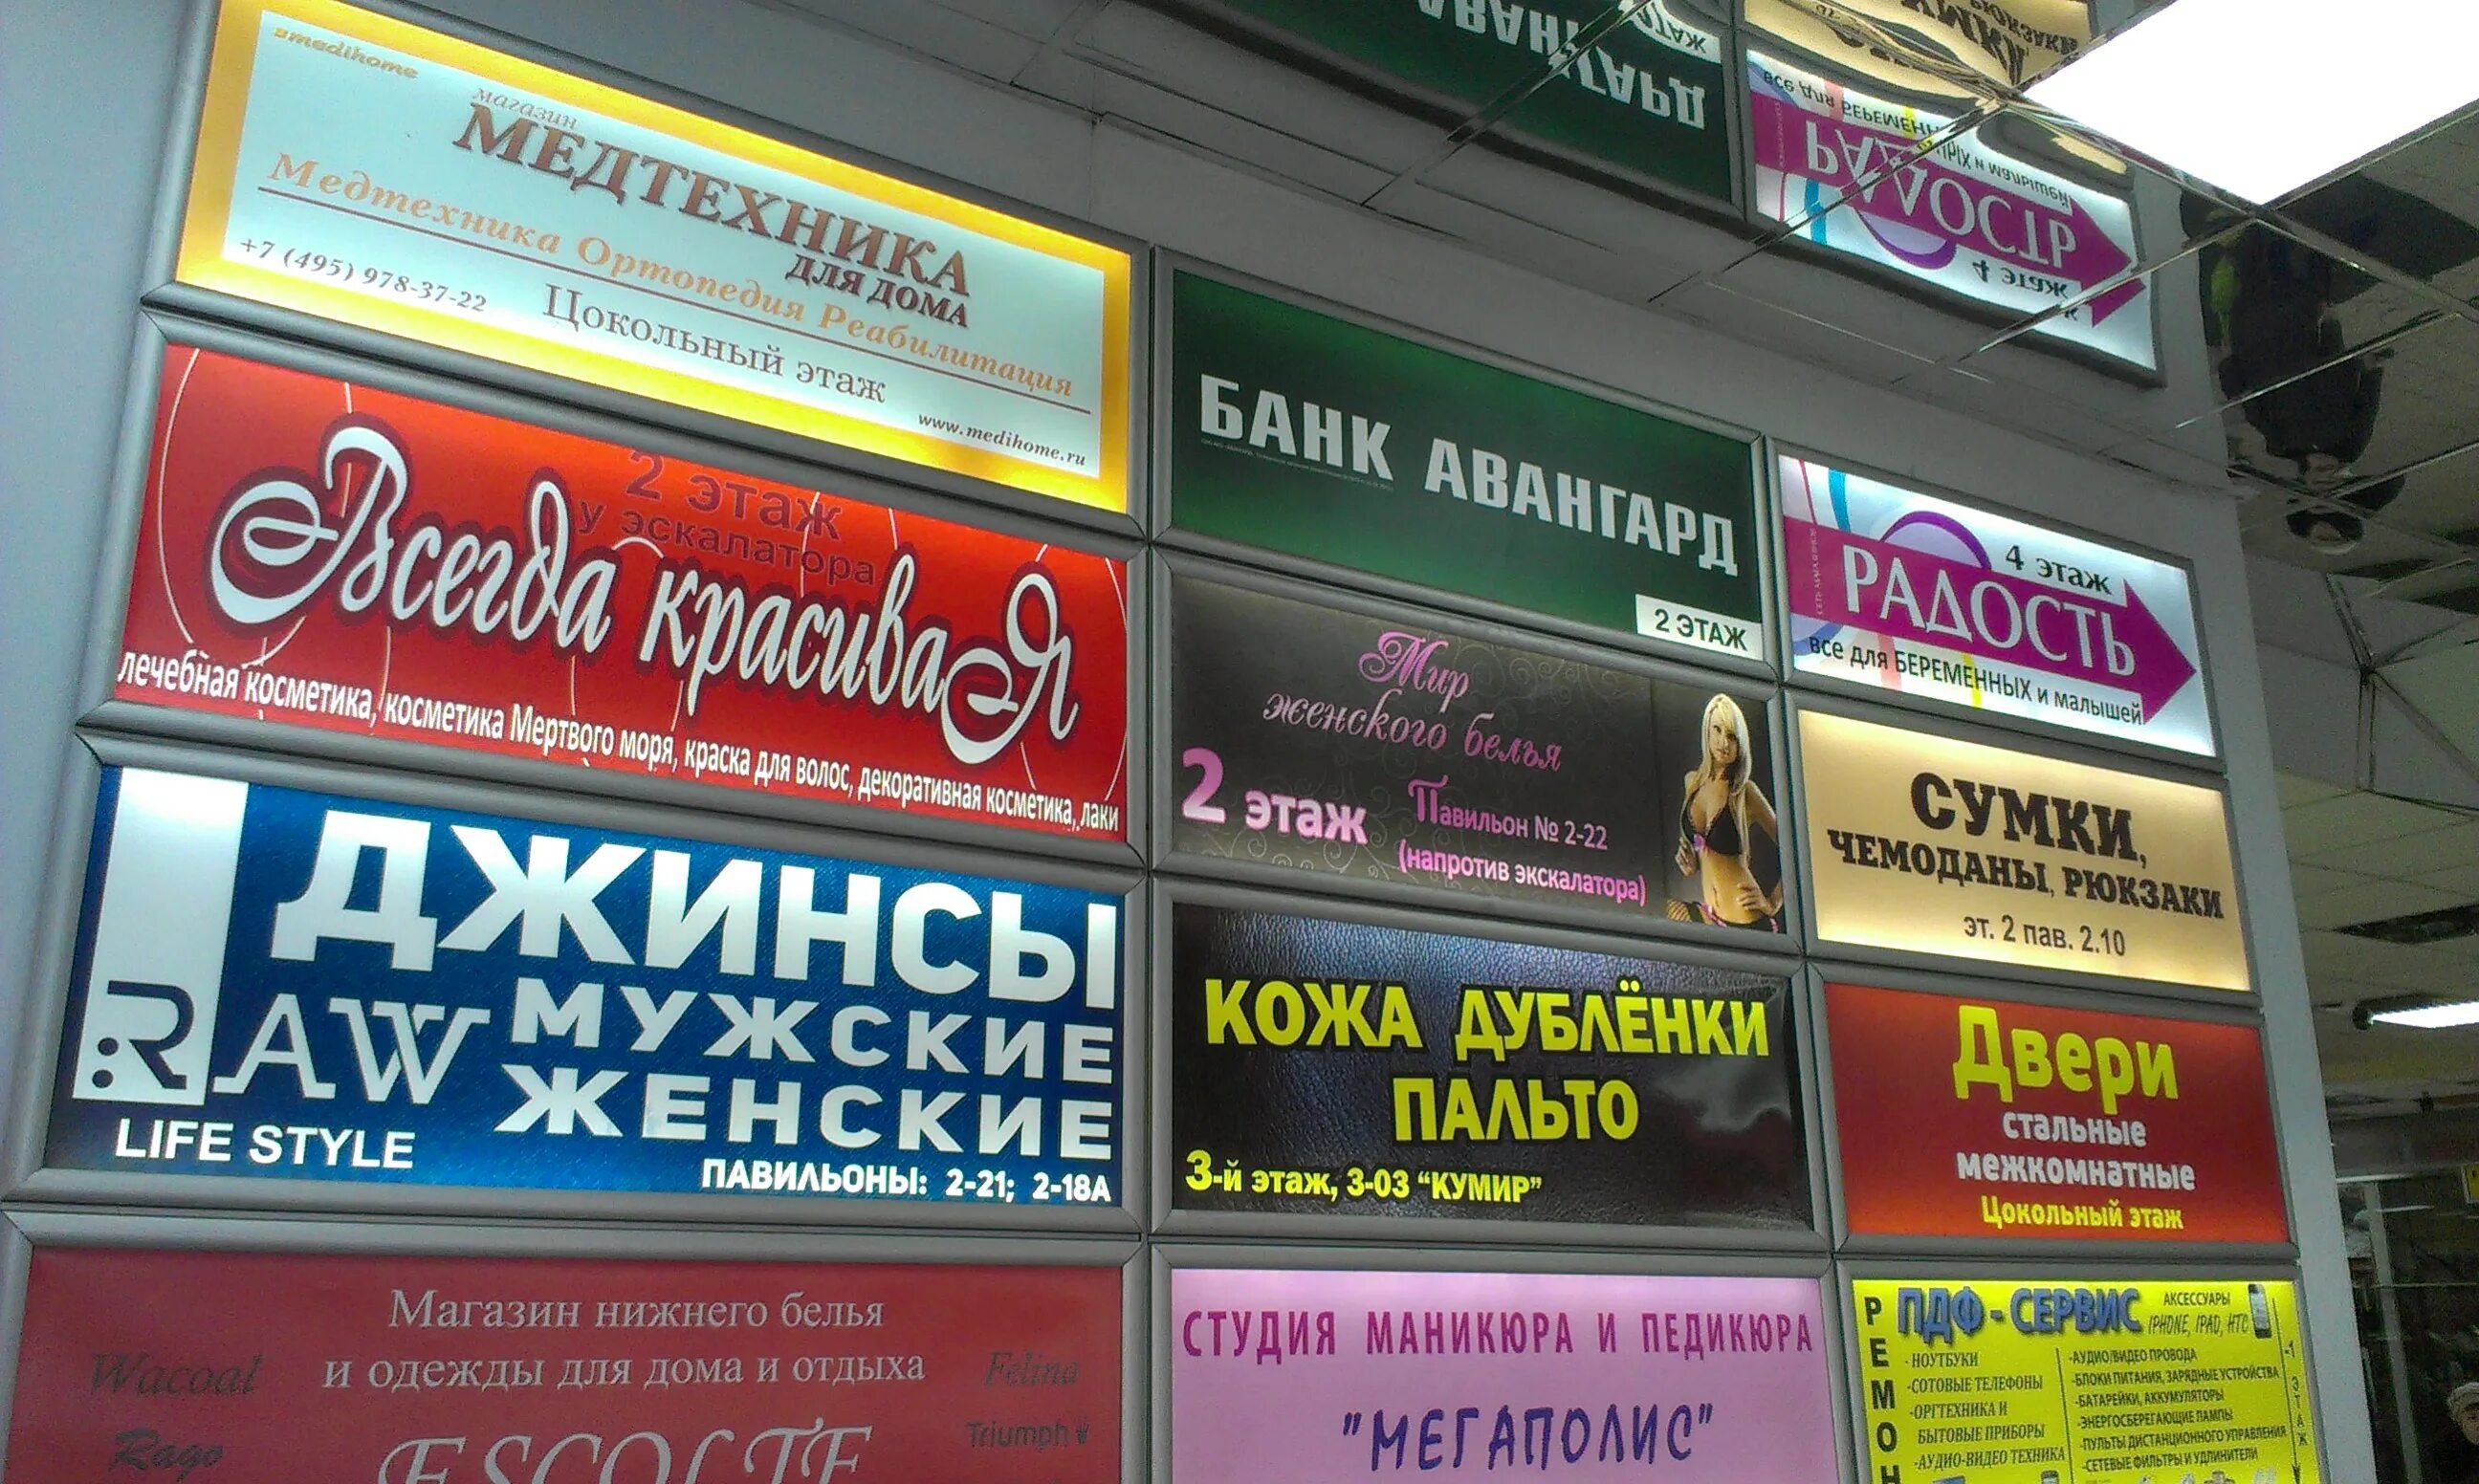 medihome
магазин
МЕДТЕХНИКА
ДЛЯ ДОМА
Медтехника Ортопедия Реабилитация
+7 (495) 978-37-22
Цокольный этаж
www.medihome.ru
2 этаж
у эскалатора
Всегда красиваЯ
лечебная косметика, косметика Мертвого моря, краска для волос, декоративная косметика, лаки
ДЖИНСЫ
RAW
МУЖСКИЕ
ЖЕНСКИЕ
LIFE STYLE
ПАВИЛЬОНЫ: 2-21; 2-18А
Магазин нижнего белья
и одежды для дома и отдыха
Wacoal
Felina
Rago
Triumph
ESCOLTE
БАНК АВАНГАРД
2 ЭТАЖ
Мир
женского белья
2 этаж
Павильон № 2-22
(напротив экскалатора)
КОЖА ДУБЛЁНКИ
ПАЛЬТО
3-й этаж, 3-03 “КУМИР”
СТУДИЯ МАНИКЮРА И ПЕДИКЮРА
"МЕГАПОЛИС"
4 этаж
РАДОСТЬ
все для БЕРЕМЕННЫХ и малышей
СУМКИ,
ЧЕМОДАНЫ, РЮКЗАКИ
эт. 2 пав. 2.10
Двери
стальные
межкомнатные
Цокольный этаж
ПДФ - СЕРВИС
АКСЕССУАРЫ
IPHONE, IPAD, HTC
РЕМОН
- НОУТБУКИ
-СОТОВЫЕ ТЕЛЕФОНЫ
-ОРГТЕХНИКА И
БЫТОВЫЕ ПРИБОРЫ
-АУДИО-ВИДЕО ТЕХНИКА
-АУДИО/ВИДЕО ПРОВОДА
-БЛОКИ ПИТАНИЯ, ЗАРЯДНЫЕ УСТРОЙСТВА
-БАТАРЕЙКИ, АККУМУЛЯТОРЫ
-ЭНЕРГОСБЕРЕГАЮЩИЕ ЛАМПЫ
-ПУЛЬТЫ ДИСТАНЦИОННОГО УПРАВЛЕНИЯ
-СЕТЕВЫЕ ФИЛЬТРЫ И УДЛИНИТЕЛИ
-1 ЭТАЖ